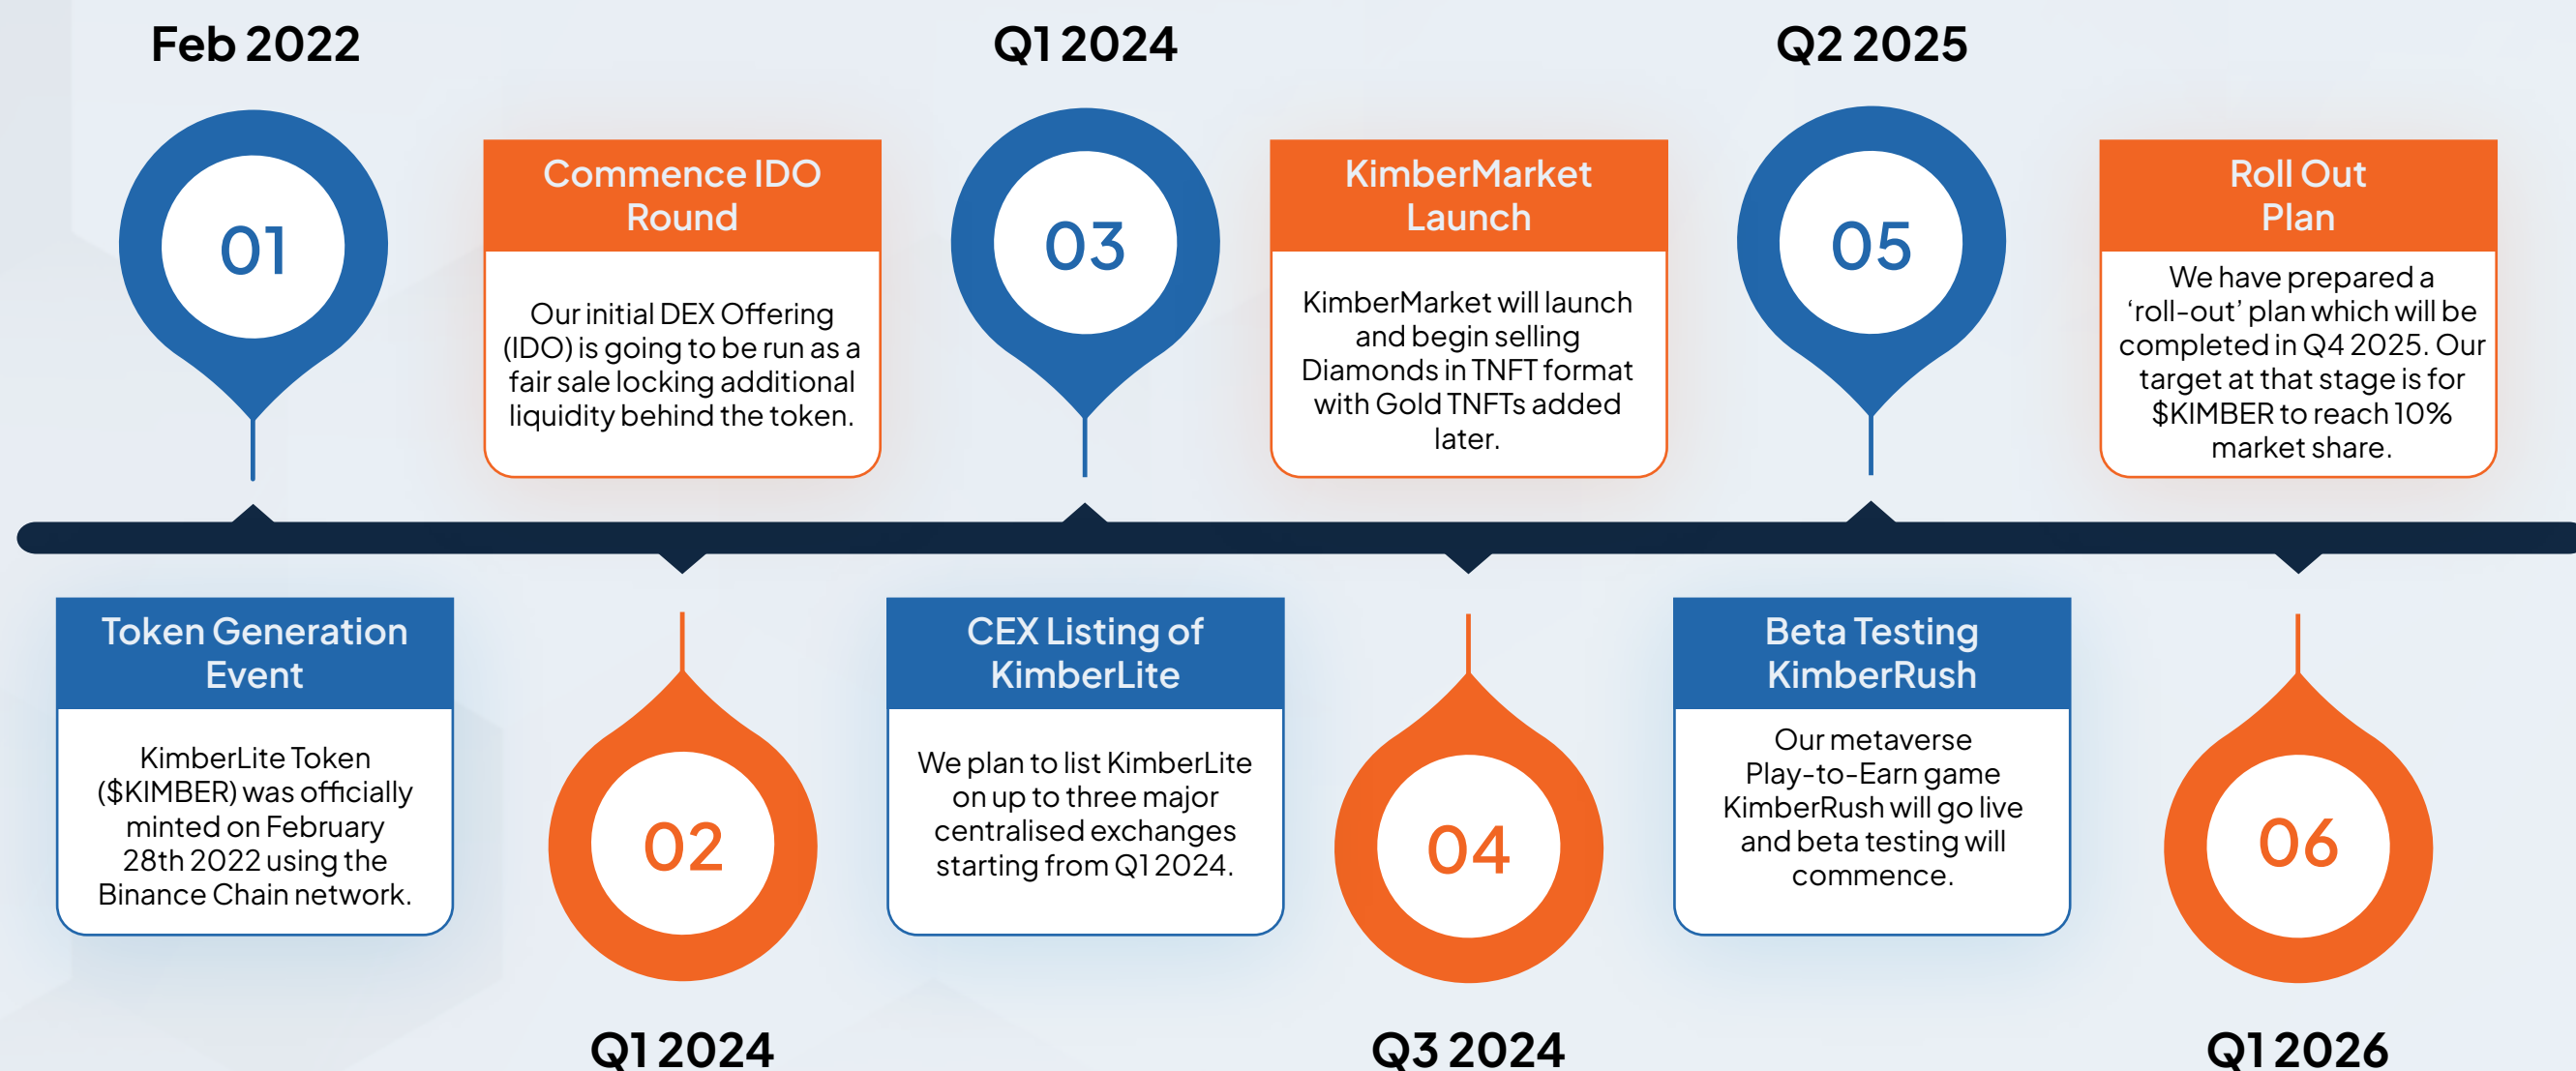 Feb 2022
01
Token Generation
Event
KimberLite Token
($KIMBER) was officially
minted on February
28th 2022 using the
Binance Chain network.
Commence IDO
Round
Our initial DEX Offering
(IDO) is going to be run as a
fair sale locking additional
liquidity behind the token.
02
Q1 2024
Q1 2024
03
CEX Listing of
KimberLite
We plan to list KimberLite
on up to three major
centralised exchanges
starting from Q1 2024.
KimberMarket
Launch
KimberMarket will launch
and begin selling
Diamonds in TNFT format
with Gold TNFTs added
later.
04
Q3 2024
Q2 2025
05
Beta Testing
KimberRush
Our metaverse
Play-to-Earn game
KimberRush will go live
and beta testing will
commence.
Roll Out
Plan
We have prepared a
‘roll-out’ plan which will be
completed in Q4 2025. Our
target at that stage is for
$KIMBER to reach 10%
market share.
06
Q1 2026